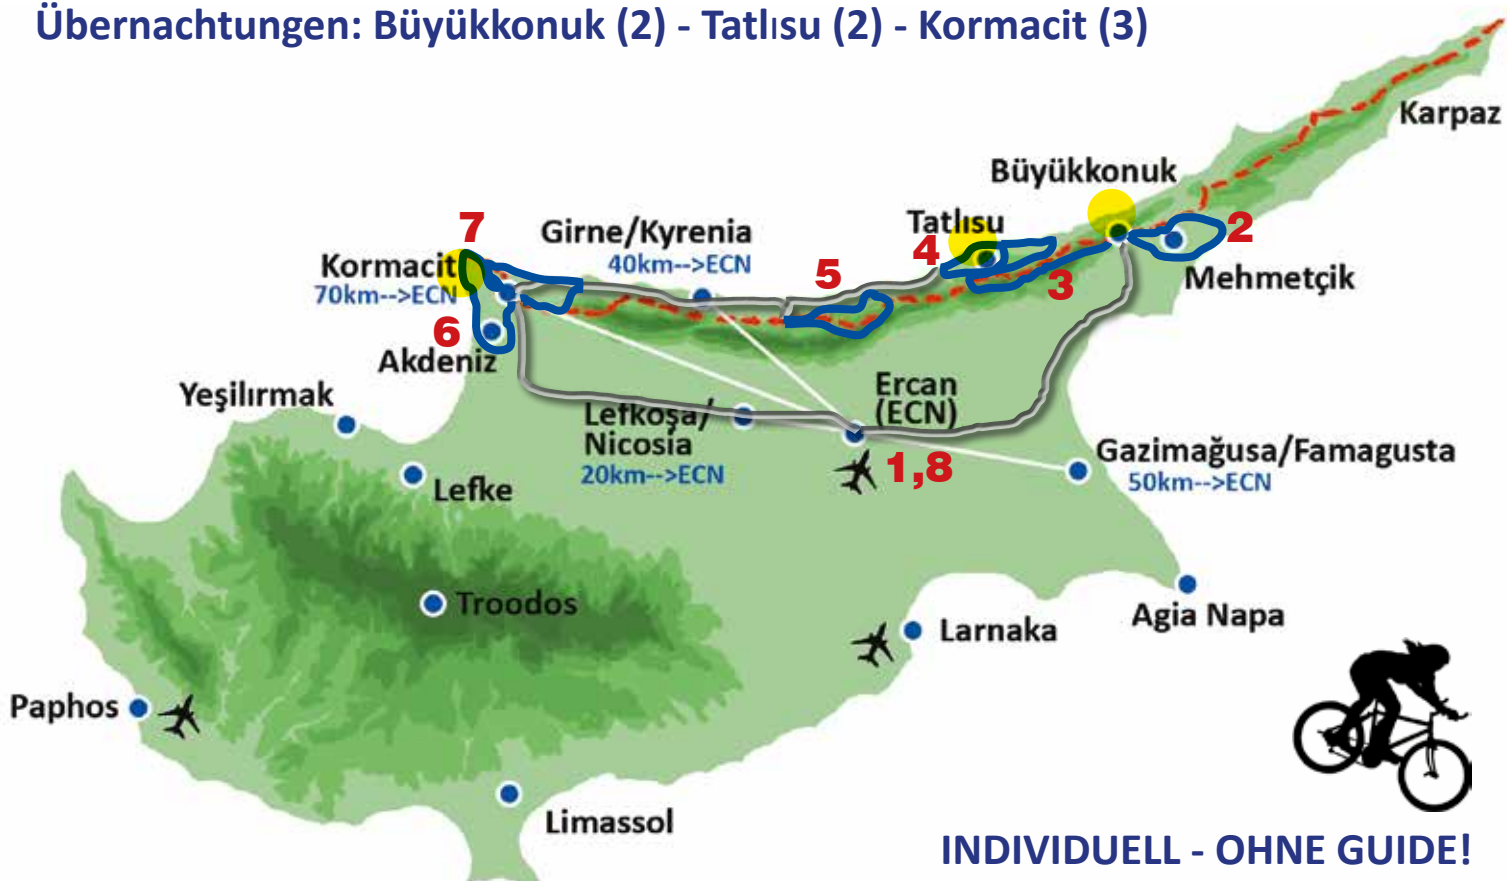 Übernachtungen: Büyükkonuk (2) - Tatlısu (2) - Kormacit (3)
Karpaz
Büyükkonuk
Tatlısu
7
Girne/Kyrenia
40km-->ECN
2
4
Kormacit
70km-->ECN
5
3
Mehmetçik
6
Akdeniz
Yeşilırmak
Ercan
(ECN)
Lefkoşa/
Nicosia
20km-->ECN
1,8
Gazimağusa/Famagusta
50km-->ECN
Lefke
Troodos
Larnaka
Agia Napa
Paphos
Limassol
INDIVIDUELL - OHNE GUIDE!